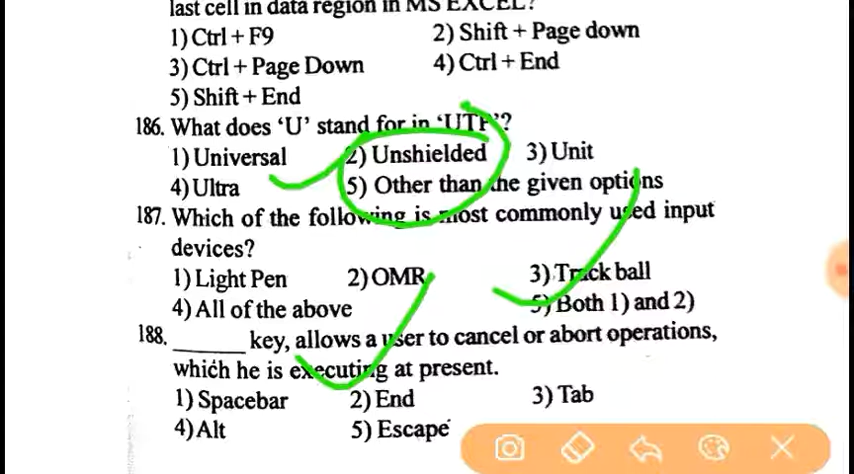 last cell in data region in MS EXCEL?
1) Ctrl + F9 2) Shift + Page down
3) Ctrl + Page Down 4) Ctrl + End
5) Shift + End
186. What does ‘U’ stand for in ‘UTP’?
1) Universal 2) Unshielded 3) Unit
4) Ultra 5) Other than the given options
187. Which of the following is most commonly used input
devices?
1) Light Pen 2) OMR 3) Track ball
4) All of the above 5) Both 1) and 2)
188. ______ key, allows a user to cancel or abort operations,
which he is executing at present.
1) Spacebar 2) End 3) Tab
4) Alt 5) Escape